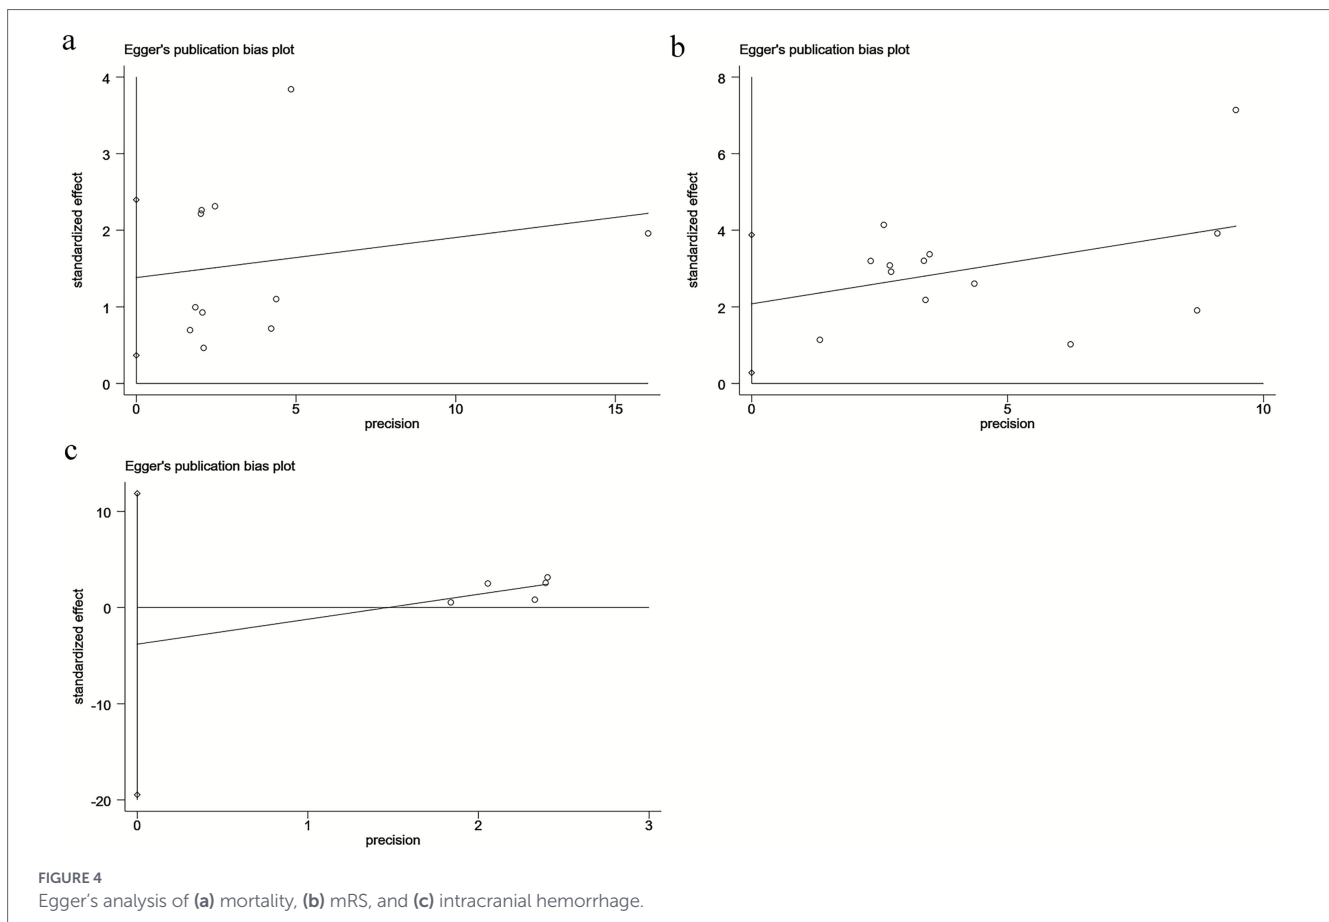 a
Egger's publication bias plot
4
3
2
1
0
standardized effect
0 5 10 15
precision
b
Egger's publication bias plot
8
6
4
2
0
standardized effect
0 5 10
precision
c
Egger's publication bias plot
10
0
-10
-20
standardized effect
0 1 2 3
precision
FIGURE 4
Egger's analysis of (a) mortality, (b) mRS, and (c) intracranial hemorrhage.